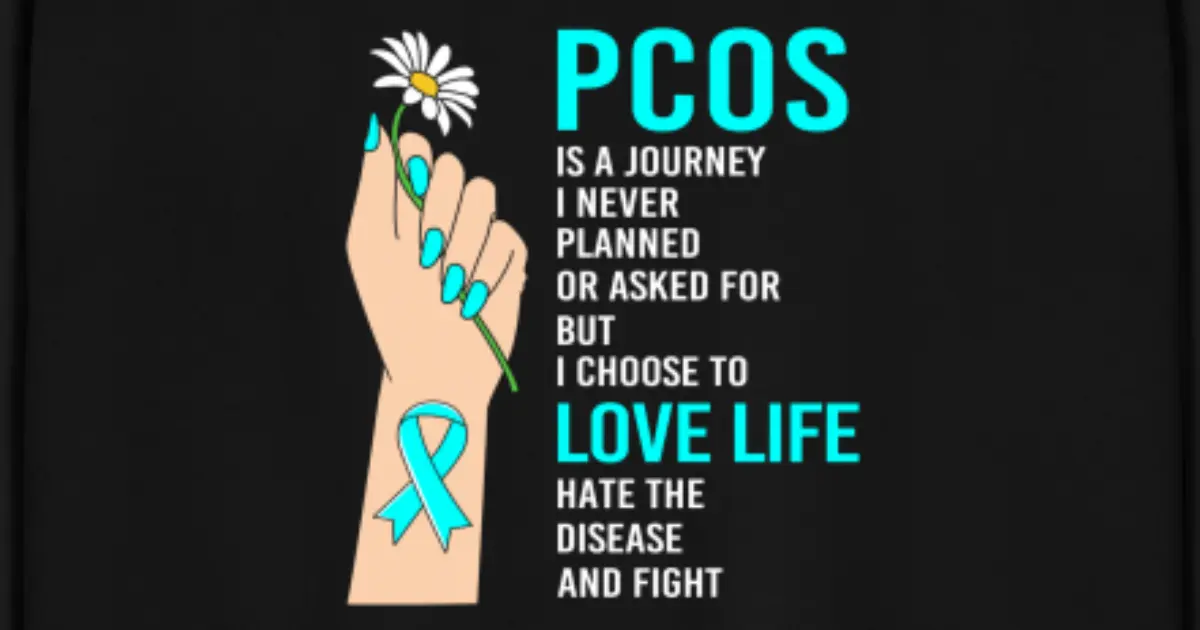 PCOS
IS A JOURNEY
I NEVER
PLANNED
OR ASKED FOR
BUT
I CHOOSE TO
LOVE LIFE
HATE THE
DISEASE
AND FIGHT